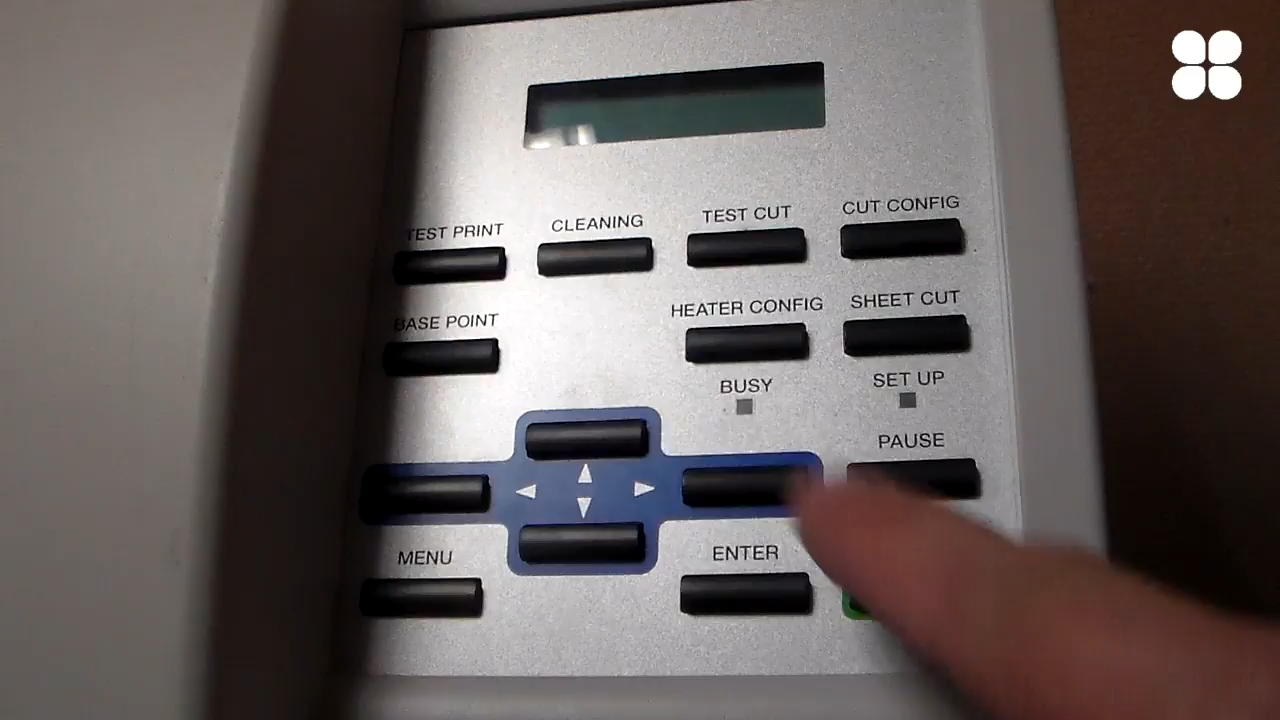 TEST PRINT
CLEANING
TEST CUT
CUT CONFIG
BASE POINT
HEATER CONFIG
SHEET CUT
BUSY
SET UP
PAUSE
MENU
ENTER